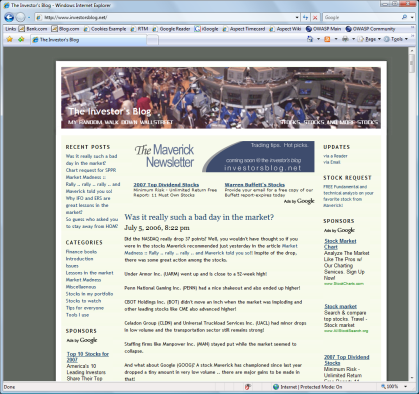 The Investor's Blog - Windows Internet Explorer
http://www.investorsblog.net/
Google
Links Bank.com Blog.com Cookies Example RTM Google Reader iGoogle Aspect Timecard Aspect Wiki OWASP Main OWASP Community
The Investor's Blog
Page Tools
The Investor's Blog
MY RANDOM WALK DOWN WALLSTREET
STOCKS, STOCKS AND MORE STOCKS
RECENT POSTS
Was it really such a bad
day in the market?
Chart request for SPPR
Market Madness ::
Rally ... rally ... rally ... and
Maverick told you so!
Why IFO and ERS are
great lessons in the
market!
So guess who asked you
to stay away from HOM!
CATEGORIES
Finance books
Introduction
Issues
Lessons in the market
Market Madness
Miscellaneous
Stocks in my portfolio
Stocks to watch
Tips for everyone
Tools I use
SPONSORS
Ads by Google
Top 10 Stocks for
2007
America's 10
Leading Investors
Share Their Top
The Maverick
Newsletter
Trading tips. Hot picks.
coming soon @ the investor's blog
investorsblog.net
2007 Top Dividend Stocks
Minimum Risk - Unlimited Return Free
Report: 11 Must Own Stocks
Warren Buffett's Stocks
Provide your email for a free copy of our
Buffett report-expires today
Ads by Google
Was it really such a bad day in the market?
July 5, 2006, 8:22 pm
Did the NASDAQ really drop 37 points! Well, you wouldn't have thought so if you
were in the stocks Maverick recommended just yesterday in the article Market
Madness :: Rally .. rally .. rally .. and Maverick told you so! Inspite of the drop,
there was some great action among the stocks.
Under Armor Inc. (UARM) went up and is close to a 52-week high!
Penn National Gaming Inc. (PENN) had a nice shakeout and also ended up higher!
CBOT Holdings Inc. (BOT) didn't move an inch when the market was imploding and
other leading stocks like CME also advanced higher!
Celadon Group (CLDN) and Universal Truckload Services Inc. (UACL) had minor drops
in low volume and the transportation sector still remains strong!
Staffing firms like Manpower Inc. (MAN) stayed put while the market seemed to
collapse.
And what about Google (GOOG)' A stock Maverick has championed since last year
dropped a tiny amount in very low volume ... there are major gains to be made in
that!
UPDATES
via a Reader
via Email
STOCK REQUEST
FREE Fundamental and
technical analysis on your
favorite stock from
Maverick!
SPONSORS
Ads by Google
Stock Market
Chart
Analyze The Market
Like The Pros w/
Our Charting
Services. Sign Up
Now!
www.StockCharts.com
Stock market
Search & compare
top stocks. Travel -
Stock market
2007 Top
Dividend Stocks
Minimum Risk -
Unlimited Return
Done
Internet | Protected Mode: On
100%